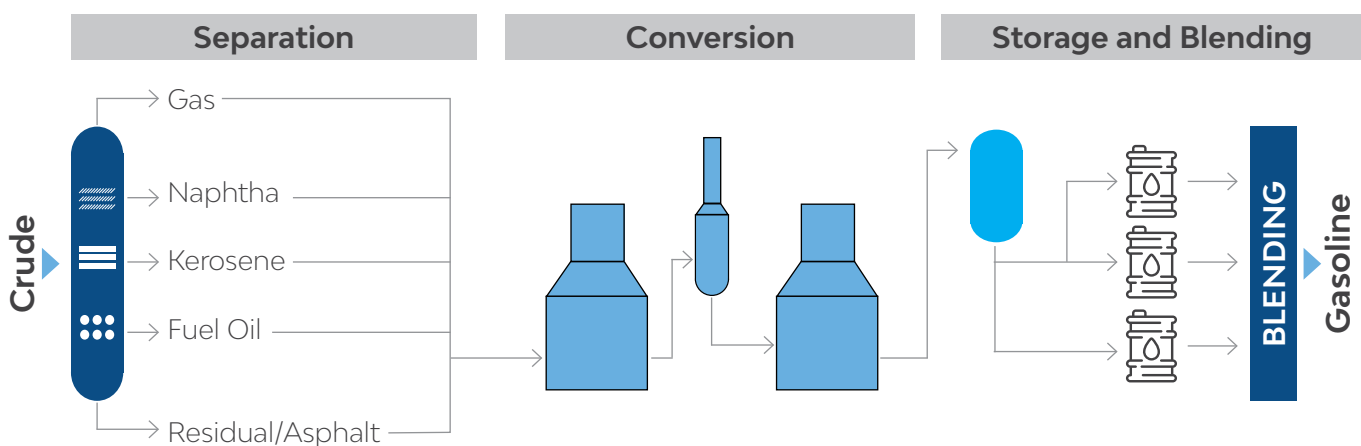 Separation
Conversion
Storage and Blending
Crude
Gas
Naphtha
Kerosene
Fuel Oil
Residual/Asphalt
BLENDING
Gasoline